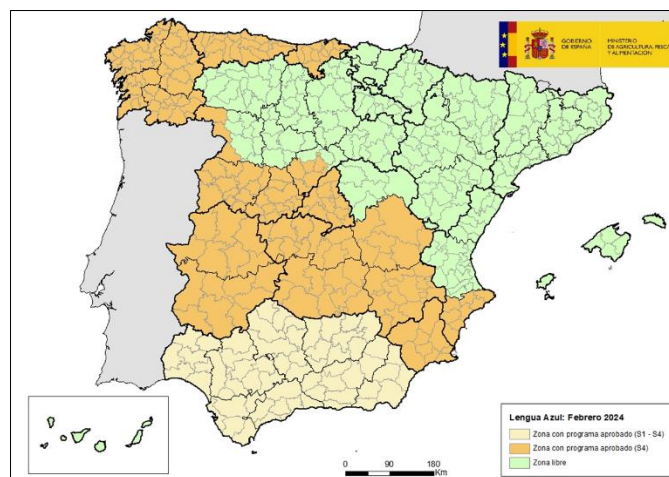 GOBIERNO
DE ESPAÑA
MINISTERIO
DE AGRICULTURA, PESCA
Y ALIMENTACIÓN
Lengua Azul: Febrero 2024
Zona con programa aprobado (S1 - S4)
Zona con programa aprobado (S4)
Zona libre
0 90 180
Km